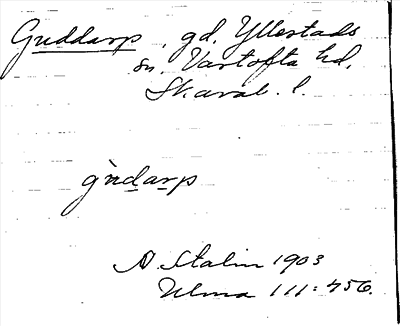 Guddarp, gd, Yllestads
sn. Vartofta hd,
Skarab. l.
gùdarp
A. Stalin 1903
Ulma 111:456.